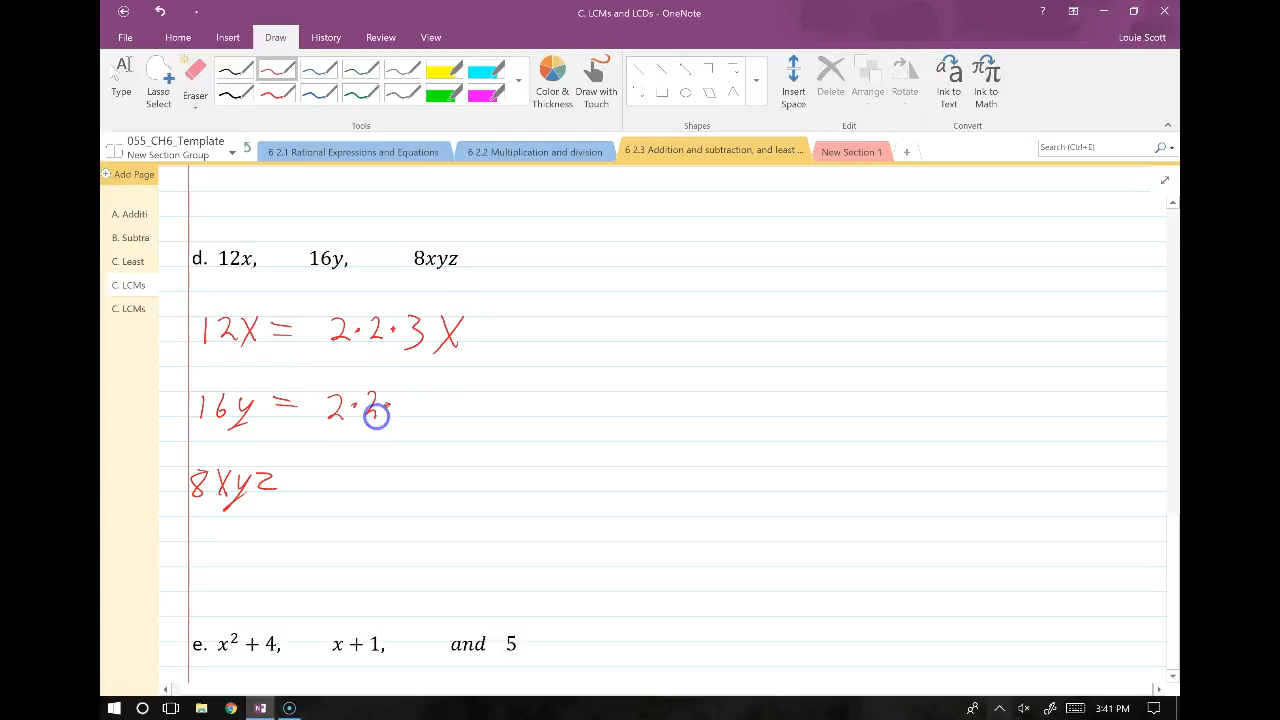 C. LCMs and LCDs - OneNote
? Louie Scott
File Home Insert Draw History Review View
Type Lasso Select Eraser Color & Thickness Draw with Touch Insert Space Delete Arrange Rotate Ink to Text Ink to Math
Tools Shapes Edit Convert
055_CH6_Template
New Section Group
6 2.1 Rational Expressions and Equations 6 2.2 Multiplication and division 6 2.3 Addition and subtraction, and least ... New Section 1 + Search (Ctrl+E)
Add Page
A. Additi
B. Subtra
C. Least
C. LCMs
C. LCMs
d. 12x, 16y, 8xyz
12X = 2·2·3 X
16y = 2·2·
8Xyz
e. x² + 4, x + 1, and 5
3:41 PM